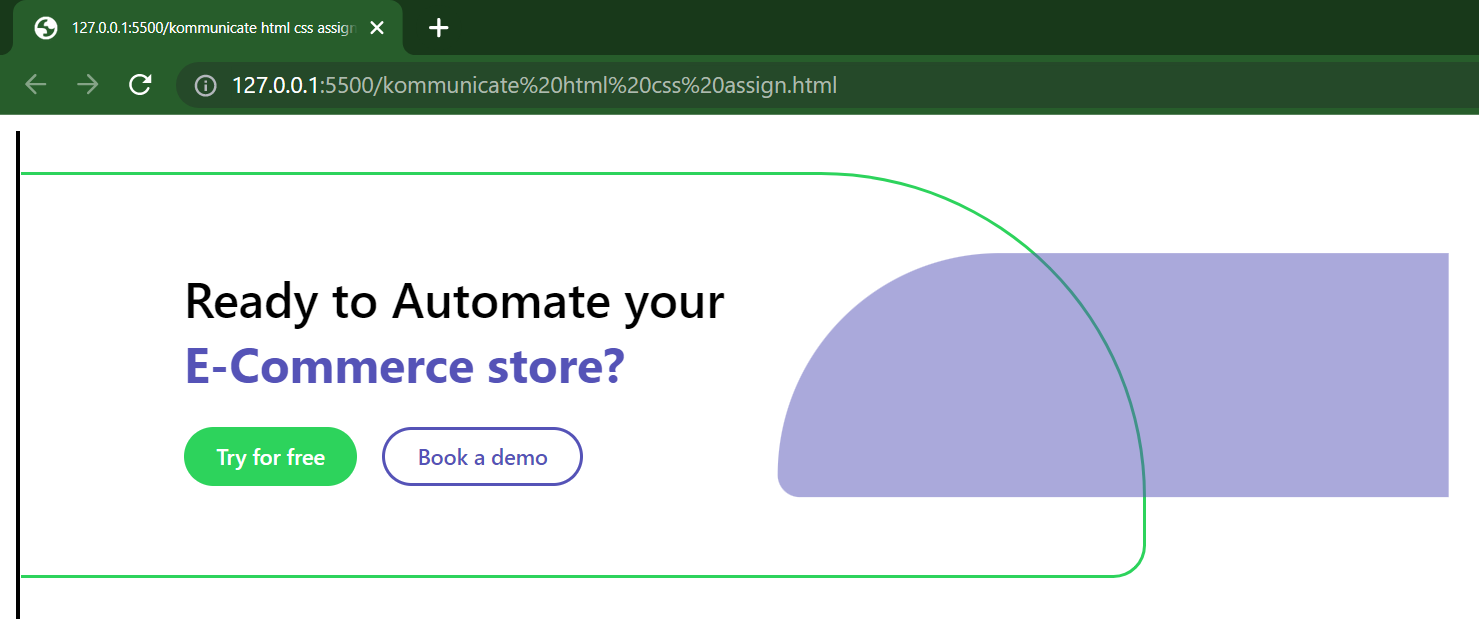 127.0.0.1:5500/kommunicate html css assign
127.0.0.1:5500/kommunicate%20html%20css%20assign.html
Ready to Automate your
E-Commerce store?
Try for free
Book a demo